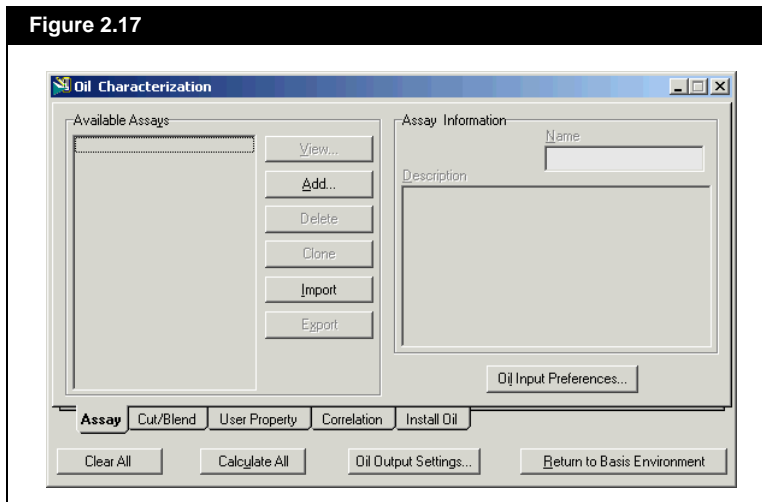 Figure 2.17
Oil Characterization
Available Assays
View...
Add...
Delete
Clone
Import
Export
Assay Information
Name
Description
Oil Input Preferences...
Assay Cut/Blend User Property Correlation Install Oil
Clear All Calculate All Oil Output Settings... Return to Basis Environment